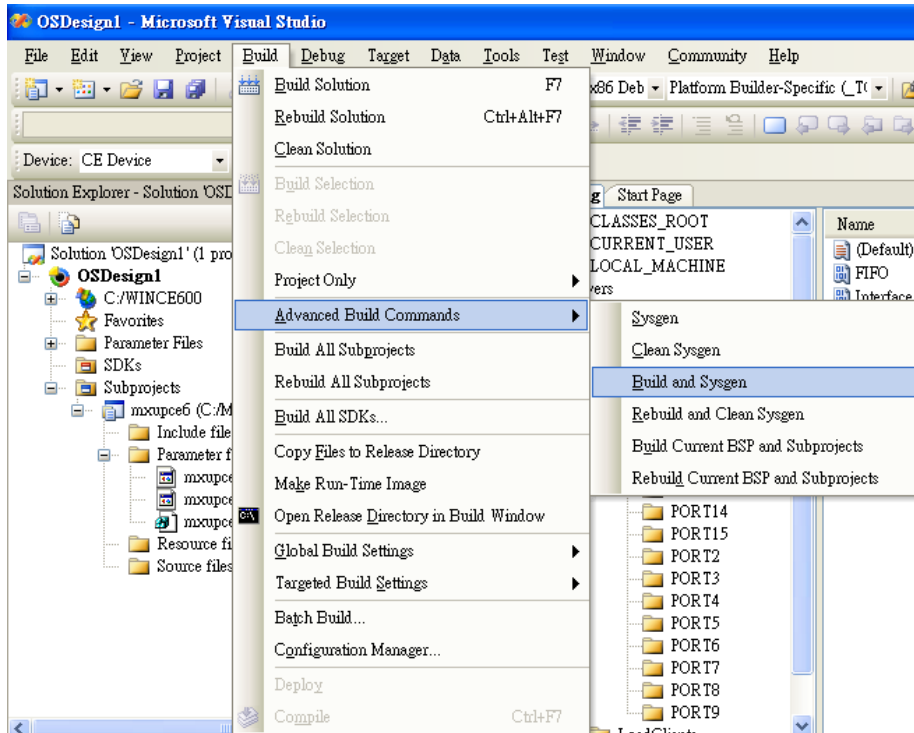 OSDesign1 - Microsoft Visual Studio
File Edit View Project Build Debug Target Data Tools Test Window Community Help
x86 Deb Platform Builder-Specific (_T(
Device: CE Device
Solution Explorer - Solution 'OSD
Solution 'OSDesign1' (1 pro
OSDesign1
C:/WINCE600
Favorites
Parameter Files
SDKs
Subprojects
mxupce6 (C:/M
Include file
Parameter f
mxupce
mxupce
mxupce
Resource fi
Source files
Build Solution F7
Rebuild Solution Ctrl+Alt+F7
Clean Solution
Build Selection
Rebuild Selection
Clean Selection
Project Only
Advanced Build Commands
Build All Subprojects
Rebuild All Subprojects
Build All SDKs...
Copy Files to Release Directory
Make Run-Time Image
Open Release Directory in Build Window
Global Build Settings
Targeted Build Settings
Batch Build...
Configuration Manager...
Deploy
Compile Ctrl+F7
g Start Page
CLASSES_ROOT
CURRENT_USER
LOCAL_MACHINE
vers
Name
(Default)
FIFO
Interface
Sysgen
Clean Sysgen
Build and Sysgen
Rebuild and Clean Sysgen
Build Current BSP and Subprojects
Rebuild Current BSP and Subprojects
PORT14
PORT15
PORT2
PORT3
PORT4
PORT5
PORT6
PORT7
PORT8
PORT9
LoadClients